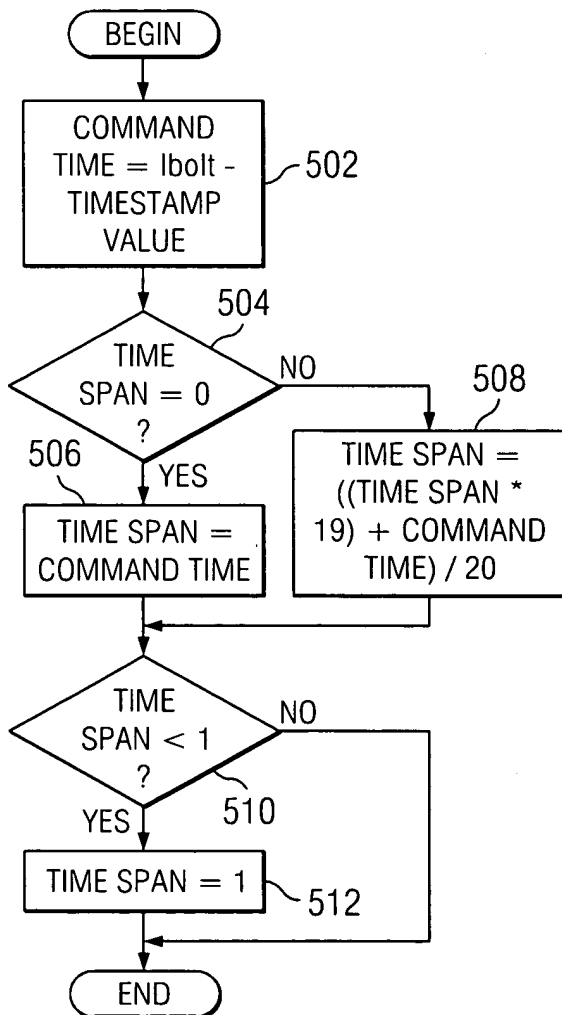 BEGIN
COMMAND
TIME = lbolt -
TIMESTAMP
VALUE
502
504
TIME
SPAN = 0
?
NO
YES
506
TIME SPAN =
COMMAND TIME
508
TIME SPAN =
((TIME SPAN *
19) + COMMAND
TIME) / 20
TIME
SPAN < 1
?
NO
510
YES
TIME SPAN = 1
512
END